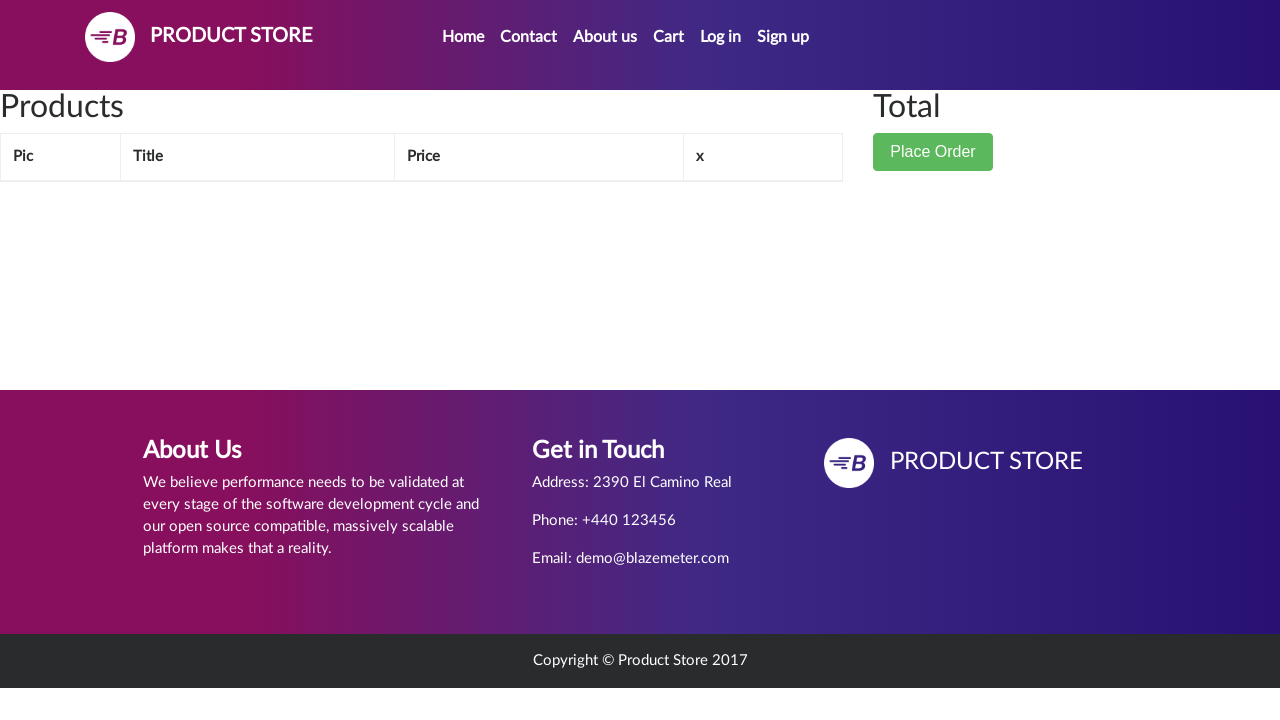 B PRODUCT STORE
Home Contact About us Cart Log in Sign up
Products
Total
Pic Title Price x
Place Order
About Us
We believe performance needs to be validated at
every stage of the software development cycle and
our open source compatible, massively scalable
platform makes that a reality.
Get in Touch
Address: 2390 El Camino Real
Phone: +440 123456
Email: demo@blazemeter.com
B PRODUCT STORE
Copyright © Product Store 2017